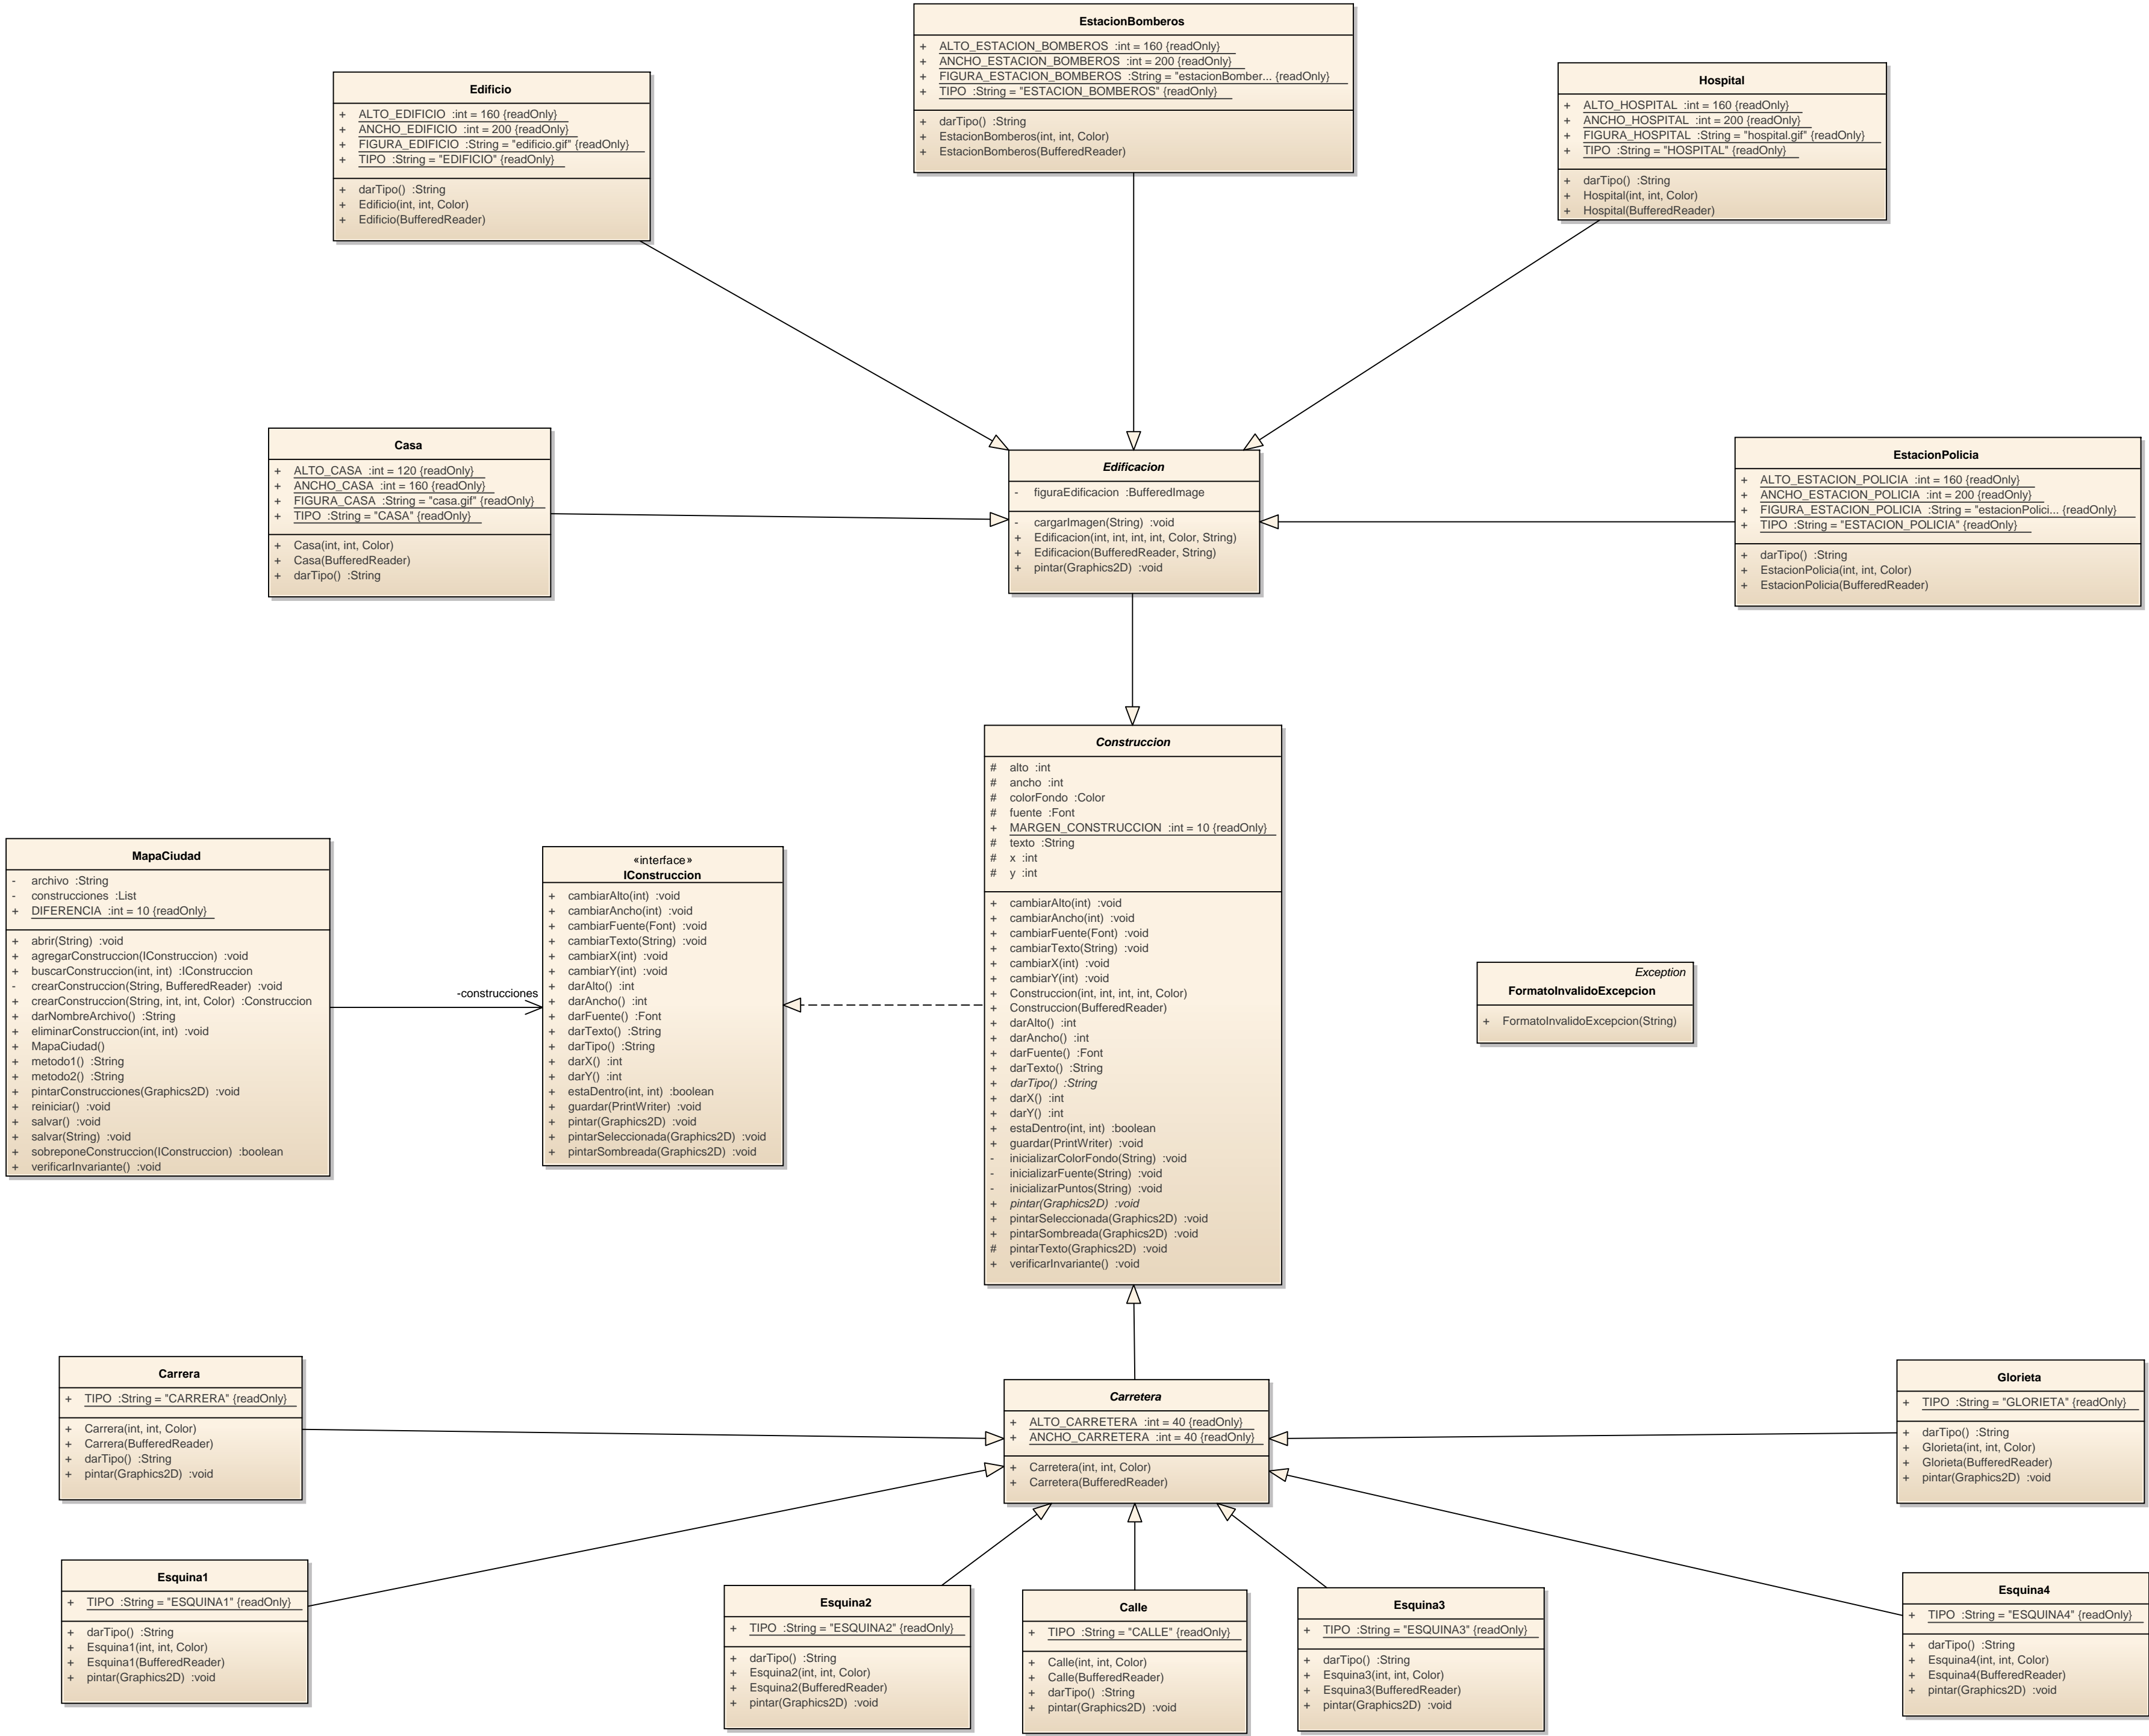 EstacionBomberos
+ ALTO_ESTACION_BOMBEROS :int = 160 {readOnly}
+ ANCHO_ESTACION_BOMBEROS :int = 200 {readOnly}
+ FIGURA_ESTACION_BOMBEROS :String = "estacionBomber... {readOnly}
+ TIPO :String = "ESTACION_BOMBEROS" {readOnly}
+ darTipo() :String
+ EstacionBomberos(int, int, Color)
+ EstacionBomberos(BufferedReader)
Edificio
+ ALTO_EDIFICIO :int = 160 {readOnly}
+ ANCHO_EDIFICIO :int = 200 {readOnly}
+ FIGURA_EDIFICIO :String = "edificio.gif" {readOnly}
+ TIPO :String = "EDIFICIO" {readOnly}
+ darTipo() :String
+ Edificio(int, int, Color)
+ Edificio(BufferedReader)
Hospital
+ ALTO_HOSPITAL :int = 160 {readOnly}
+ ANCHO_HOSPITAL :int = 200 {readOnly}
+ FIGURA_HOSPITAL :String = "hospital.gif" {readOnly}
+ TIPO :String = "HOSPITAL" {readOnly}
+ darTipo() :String
+ Hospital(int, int, Color)
+ Hospital(BufferedReader)
Casa
+ ALTO_CASA :int = 120 {readOnly}
+ ANCHO_CASA :int = 160 {readOnly}
+ FIGURA_CASA :String = "casa.gif" {readOnly}
+ TIPO :String = "CASA" {readOnly}
+ Casa(int, int, Color)
+ Casa(BufferedReader)
+ darTipo() :String
Edificacion
- figuraEdificacion :BufferedImage
- cargarImagen(String) :void
+ Edificacion(int, int, int, int, Color, String)
+ Edificacion(BufferedReader, String)
+ pintar(Graphics2D) :void
EstacionPolicia
+ ALTO_ESTACION_POLICIA :int = 160 {readOnly}
+ ANCHO_ESTACION_POLICIA :int = 200 {readOnly}
+ FIGURA_ESTACION_POLICIA :String = "estacionPolici... {readOnly}
+ TIPO :String = "ESTACION_POLICIA" {readOnly}
+ darTipo() :String
+ EstacionPolicia(int, int, Color)
+ EstacionPolicia(BufferedReader)
MapaCiudad
- archivo :String
- construcciones :List
+ DIFERENCIA :int = 10 {readOnly}
+ abrir(String) :void
+ agregarConstruccion(IConstruccion) :void
+ buscarConstruccion(int, int) :IConstruccion
- crearConstruccion(String, BufferedReader) :void
+ crearConstruccion(String, int, int, Color) :Construccion
+ darNombreArchivo() :String
+ eliminarConstruccion(int, int) :void
+ MapaCiudad()
+ metodo1() :String
+ metodo2() :String
+ pintarConstrucciones(Graphics2D) :void
+ reiniciar() :void
+ salvar() :void
+ salvar(String) :void
+ sobreponeConstruccion(IConstruccion) :boolean
+ verificarInvariante() :void
-construcciones
«interface»
IConstruccion
+ cambiarAlto(int) :void
+ cambiarAncho(int) :void
+ cambiarFuente(Font) :void
+ cambiarTexto(String) :void
+ cambiarX(int) :void
+ cambiarY(int) :void
+ darAlto() :int
+ darAncho() :int
+ darFuente() :Font
+ darTexto() :String
+ darTipo() :String
+ darX() :int
+ darY() :int
+ estaDentro(int, int) :boolean
+ guardar(PrintWriter) :void
+ pintar(Graphics2D) :void
+ pintarSeleccionada(Graphics2D) :void
+ pintarSombreada(Graphics2D) :void
Construccion
# alto :int
# ancho :int
# colorFondo :Color
# fuente :Font
+ MARGEN_CONSTRUCCION :int = 10 {readOnly}
# texto :String
# x :int
# y :int
+ cambiarAlto(int) :void
+ cambiarAncho(int) :void
+ cambiarFuente(Font) :void
+ cambiarTexto(String) :void
+ cambiarX(int) :void
+ cambiarY(int) :void
+ Construccion(int, int, int, int, Color)
+ Construccion(BufferedReader)
+ darAlto() :int
+ darAncho() :int
+ darFuente() :Font
+ darTexto() :String
+ darTipo() :String
+ darX() :int
+ darY() :int
+ estaDentro(int, int) :boolean
+ guardar(PrintWriter) :void
- inicializarColorFondo(String) :void
- inicializarFuente(String) :void
- inicializarPuntos(String) :void
+ pintar(Graphics2D) :void
+ pintarSeleccionada(Graphics2D) :void
+ pintarSombreada(Graphics2D) :void
# pintarTexto(Graphics2D) :void
+ verificarInvariante() :void
Exception
FormatoInvalidoExcepcion
+ FormatoInvalidoExcepcion(String)
Carrera
+ TIPO :String = "CARRERA" {readOnly}
+ Carrera(int, int, Color)
+ Carrera(BufferedReader)
+ darTipo() :String
+ pintar(Graphics2D) :void
Carretera
+ ALTO_CARRETERA :int = 40 {readOnly}
+ ANCHO_CARRETERA :int = 40 {readOnly}
+ Carretera(int, int, Color)
+ Carretera(BufferedReader)
Glorieta
+ TIPO :String = "GLORIETA" {readOnly}
+ darTipo() :String
+ Glorieta(int, int, Color)
+ Glorieta(BufferedReader)
+ pintar(Graphics2D) :void
Esquina1
+ TIPO :String = "ESQUINA1" {readOnly}
+ darTipo() :String
+ Esquina1(int, int, Color)
+ Esquina1(BufferedReader)
+ pintar(Graphics2D) :void
Esquina2
+ TIPO :String = "ESQUINA2" {readOnly}
+ darTipo() :String
+ Esquina2(int, int, Color)
+ Esquina2(BufferedReader)
+ pintar(Graphics2D) :void
Calle
+ TIPO :String = "CALLE" {readOnly}
+ Calle(int, int, Color)
+ Calle(BufferedReader)
+ darTipo() :String
+ pintar(Graphics2D) :void
Esquina3
+ TIPO :String = "ESQUINA3" {readOnly}
+ darTipo() :String
+ Esquina3(int, int, Color)
+ Esquina3(BufferedReader)
+ pintar(Graphics2D) :void
Esquina4
+ TIPO :String = "ESQUINA4" {readOnly}
+ darTipo() :String
+ Esquina4(int, int, Color)
+ Esquina4(BufferedReader)
+ pintar(Graphics2D) :void